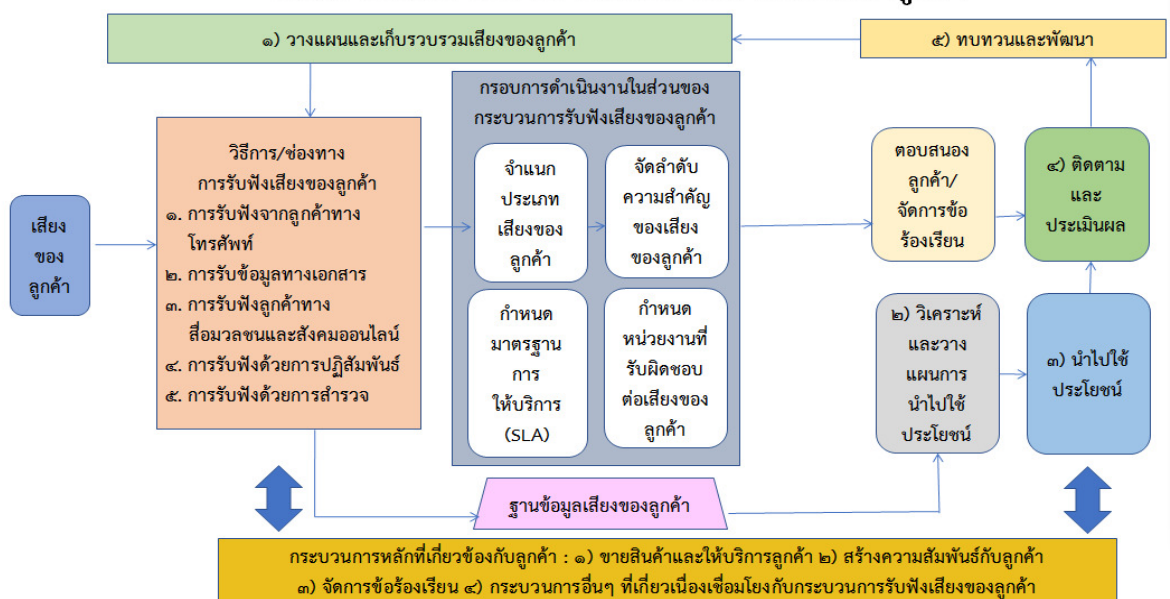 ๑) วางแผนและเก็บรวบรวมเสียงของลูกค้า
๕) ทบทวนและพัฒนา
กรอบการดำเนินงานในส่วนของ
กระบวนการรับฟังเสียงของลูกค้า
เสียง
ของ
ลูกค้า
วิธีการ/ช่องทาง
การรับฟังเสียงของลูกค้า
๑. การรับฟังจากลูกค้าทาง
โทรศัพท์
๒. การรับข้อมูลทางเอกสาร
๓. การรับฟังลูกค้าทาง
สื่อมวลชนและสังคมออนไลน์
๔. การรับฟังด้วยการปฏิสัมพันธ์
๕. การรับฟังด้วยการสำรวจ
จำแนก
ประเภท
เสียงของ
ลูกค้า
จัดลำดับ
ความสำคัญ
ของเสียง
ของลูกค้า
กำหนด
มาตรฐาน
การ
ให้บริการ
(SLA)
กำหนด
หน่วยงานที่
รับผิดชอบ
ต่อเสียงของ
ลูกค้า
ตอบสนอง
ลูกค้า/
จัดการข้อ
ร้องเรียน
๔) ติดตาม
และ
ประเมินผล
๒) วิเคราะห์
และวาง
แผนการ
นำไปใช้
ประโยชน์
๓) นำไปใช้
ประโยชน์
ฐานข้อมูลเสียงของลูกค้า
กระบวนการหลักที่เกี่ยวข้องกับลูกค้า : ๑) ขายสินค้าและให้บริการลูกค้า ๒) สร้างความสัมพันธ์กับลูกค้า
๓) จัดการข้อร้องเรียน ๔) กระบวนการอื่นๆ ที่เกี่ยวเนื่องเชื่อมโยงกับกระบวนการรับฟังเสียงของลูกค้า